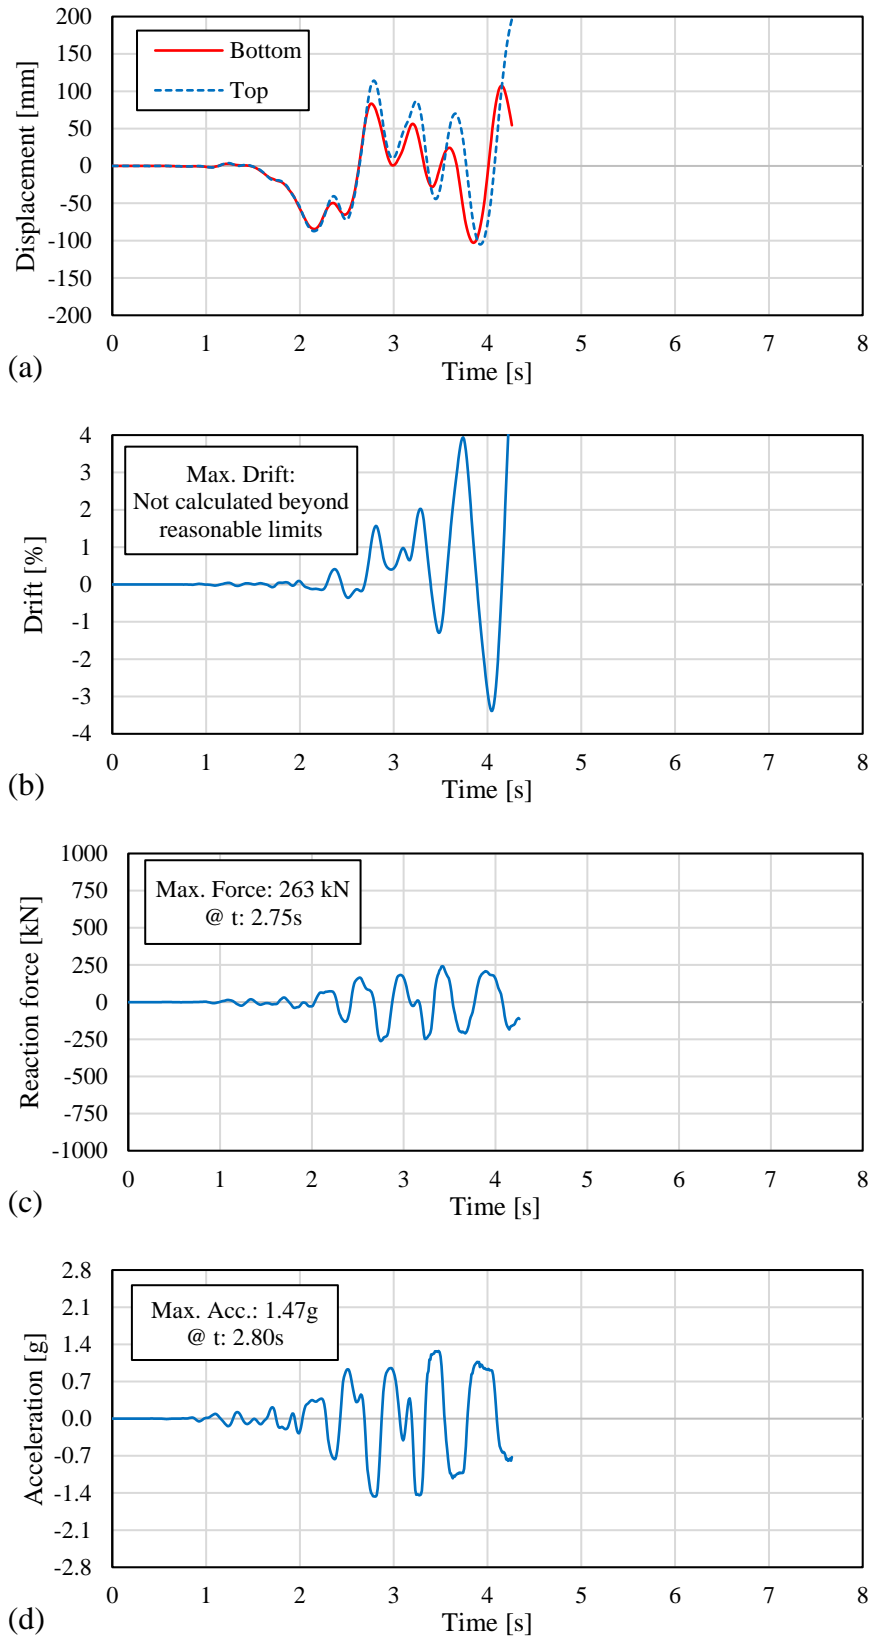 200
150
100
50
0
-50
-100
-150
-200
Displacement [mm]
Bottom
Top
0 1 2 3 4 5 6 7 8
Time [s]
(a)
4
3
2
1
0
-1
-2
-3
-4
Drift [%]
Max. Drift:
Not calculated beyond
reasonable limits
0 1 2 3 4 5 6 7 8
Time [s]
(b)
1000
750
500
250
0
-250
-500
-750
-1000
Reaction force [kN]
Max. Force: 263 kN
@ t: 2.75s
0 1 2 3 4 5 6 7 8
Time [s]
(c)
2.8
2.1
1.4
0.7
0.0
-0.7
-1.4
-2.1
-2.8
Acceleration [g]
Max. Acc.: 1.47g
@ t: 2.80s
0 1 2 3 4 5 6 7 8
Time [s]
(d)